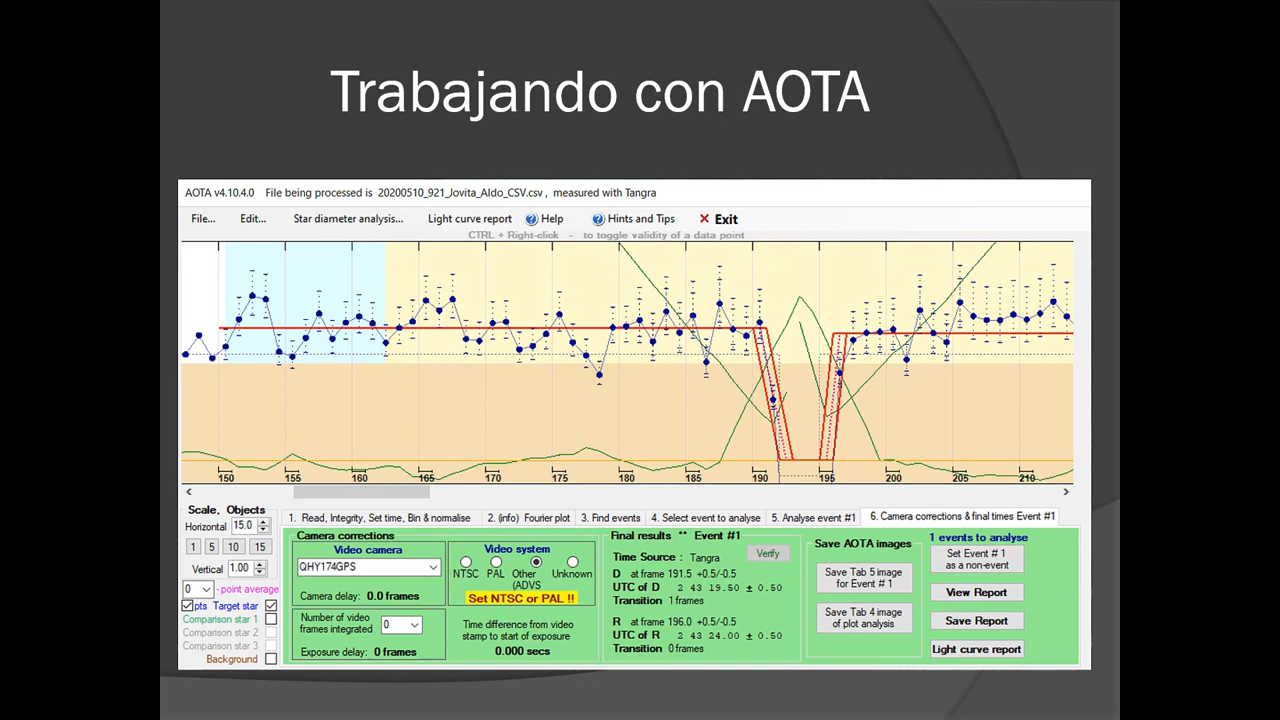 Trabajando con AOTA
AOTA v4.10.4.0 File being processed is 20200510_921_Jovita_Aldo_CSV.csv , measured with Tangra
File... Edit... Star diameter analysis... Light curve report Help Hints and Tips Exit
CTRL + Right-click - to toggle validity of a data point
150 155 160 165 170 175 180 185 190 195 200 205 210
Scale, Objects
Horizontal 15.0
1 5 10 15
Vertical 1.00
0 - point average
pts Target star
Comparison star 1
Comparison star 2
Comparison star 3
Background
1. Read, Integrity, Set time, Bin & normalise 2. (info) Fourier plot 3. Find events 4. Select event to analyse 5. Analyse event #1 6. Camera corrections & final times Event #1
Camera corrections
Video camera
QHY174GPS
Camera delay: 0.0 frames
Number of video
frames integrated 0
Exposure delay: 0 frames
Video system
NTSC PAL Other Unknown
(ADVS
Set NTSC or PAL !!
Time difference from video
stamp to start of exposure
0.000 secs
Final results ** Event #1
Time Source : Tangra Verify
D at frame 191.5 +0.5/-0.5
UTC of D 2 43 19.50 ± 0.50
Transition 1 frames
R at frame 196.0 +0.5/-0.5
UTC of R 2 43 24.00 ± 0.50
Transition 0 frames
Save AOTA images
Save Tab 5 image
for Event # 1
Save Tab 4 image
of plot analysis
1 events to analyse
Set Event # 1
as a non-event
View Report
Save Report
Light curve report